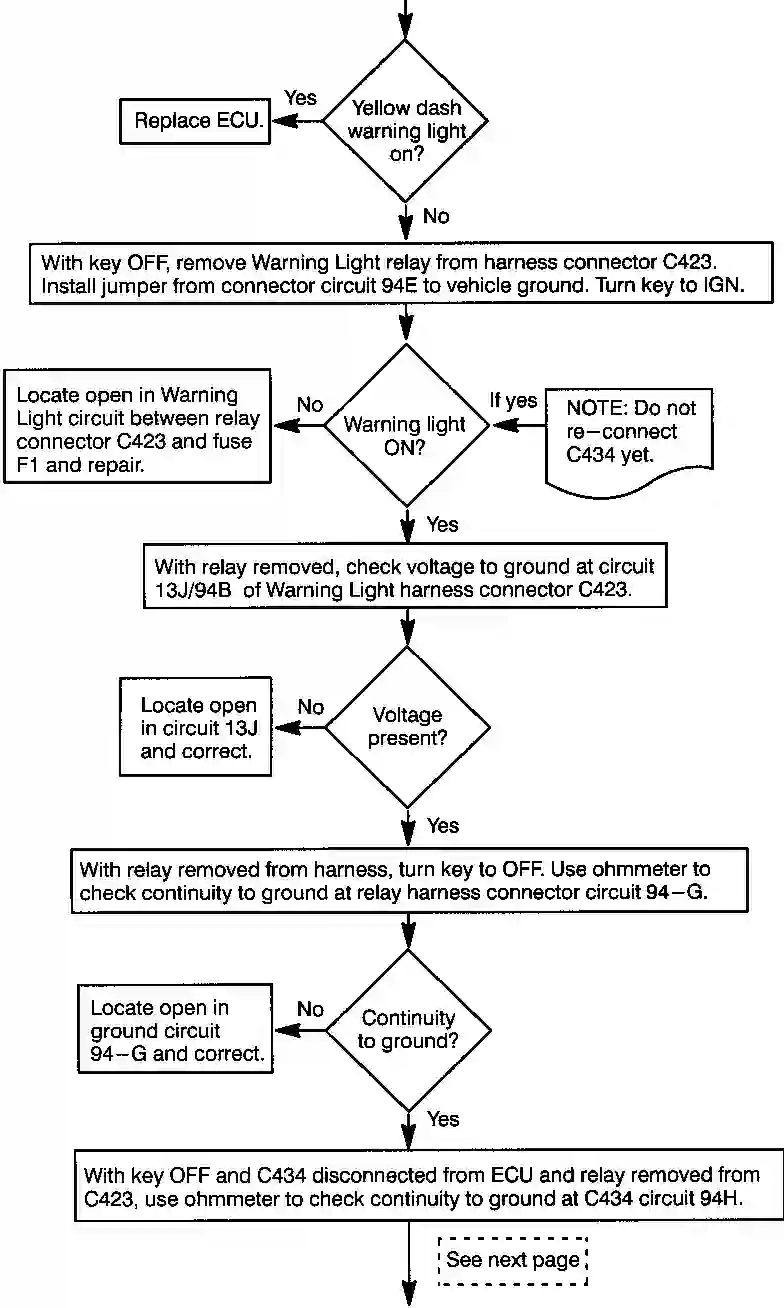 Yellow dash
warning light
on?
Yes
Replace ECU.
No
With key OFF, remove Warning Light relay from harness connector C423.
Install jumper from connector circuit 94E to vehicle ground. Turn key to IGN.
Warning light
ON?
No
Locate open in Warning
Light circuit between relay
connector C423 and fuse
F1 and repair.
If yes
NOTE: Do not
re-connect
C434 yet.
Yes
With relay removed, check voltage to ground at circuit
13J/94B of Warning Light harness connector C423.
Voltage
present?
No
Locate open
in circuit 13J
and correct.
Yes
With relay removed from harness, turn key to OFF. Use ohmmeter to
check continuity to ground at relay harness connector circuit 94-G.
Continuity
to ground?
No
Locate open in
ground circuit
94-G and correct.
Yes
With key OFF and C434 disconnected from ECU and relay removed from
C423, use ohmmeter to check continuity to ground at C434 circuit 94H.
See next page